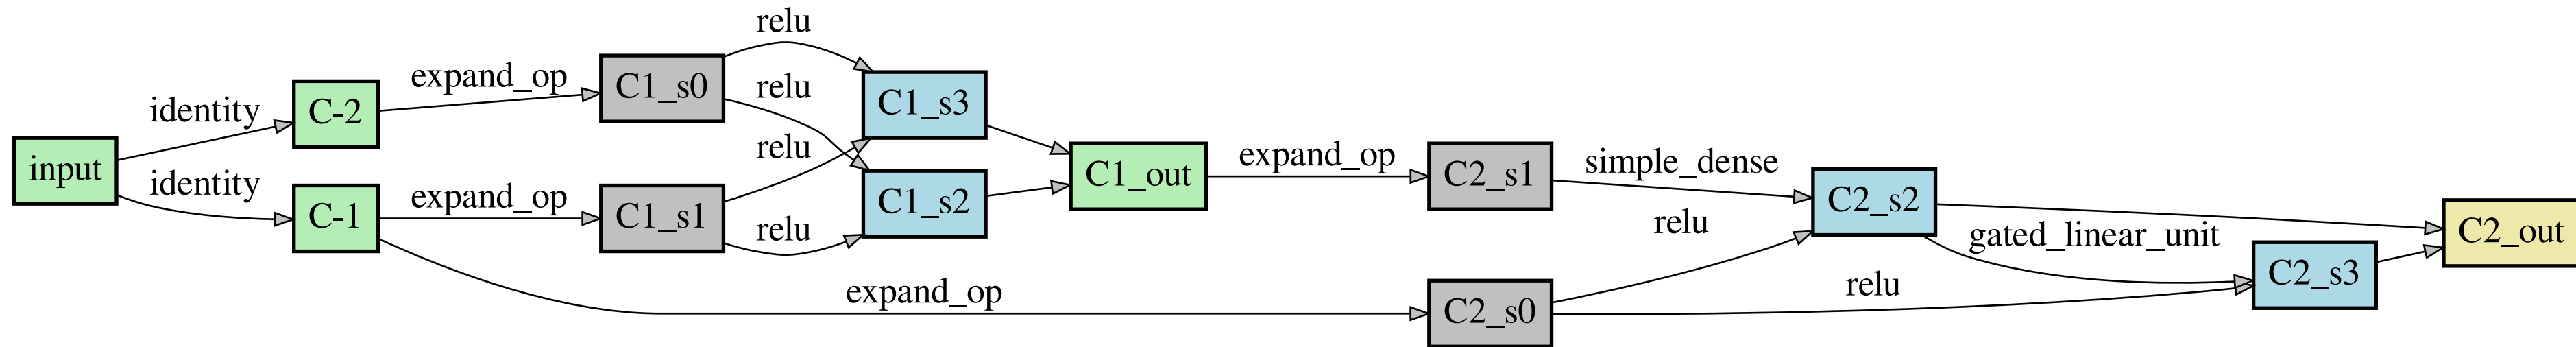 input
identity
identity
C-2
C-1
expand_op
expand_op
expand_op
C1_s0
C1_s1
relu
relu
relu
relu
C1_s3
C1_s2
C1_out
expand_op
C2_s1
C2_s0
simple_dense
relu
relu
C2_s2
gated_linear_unit
C2_s3
C2_out